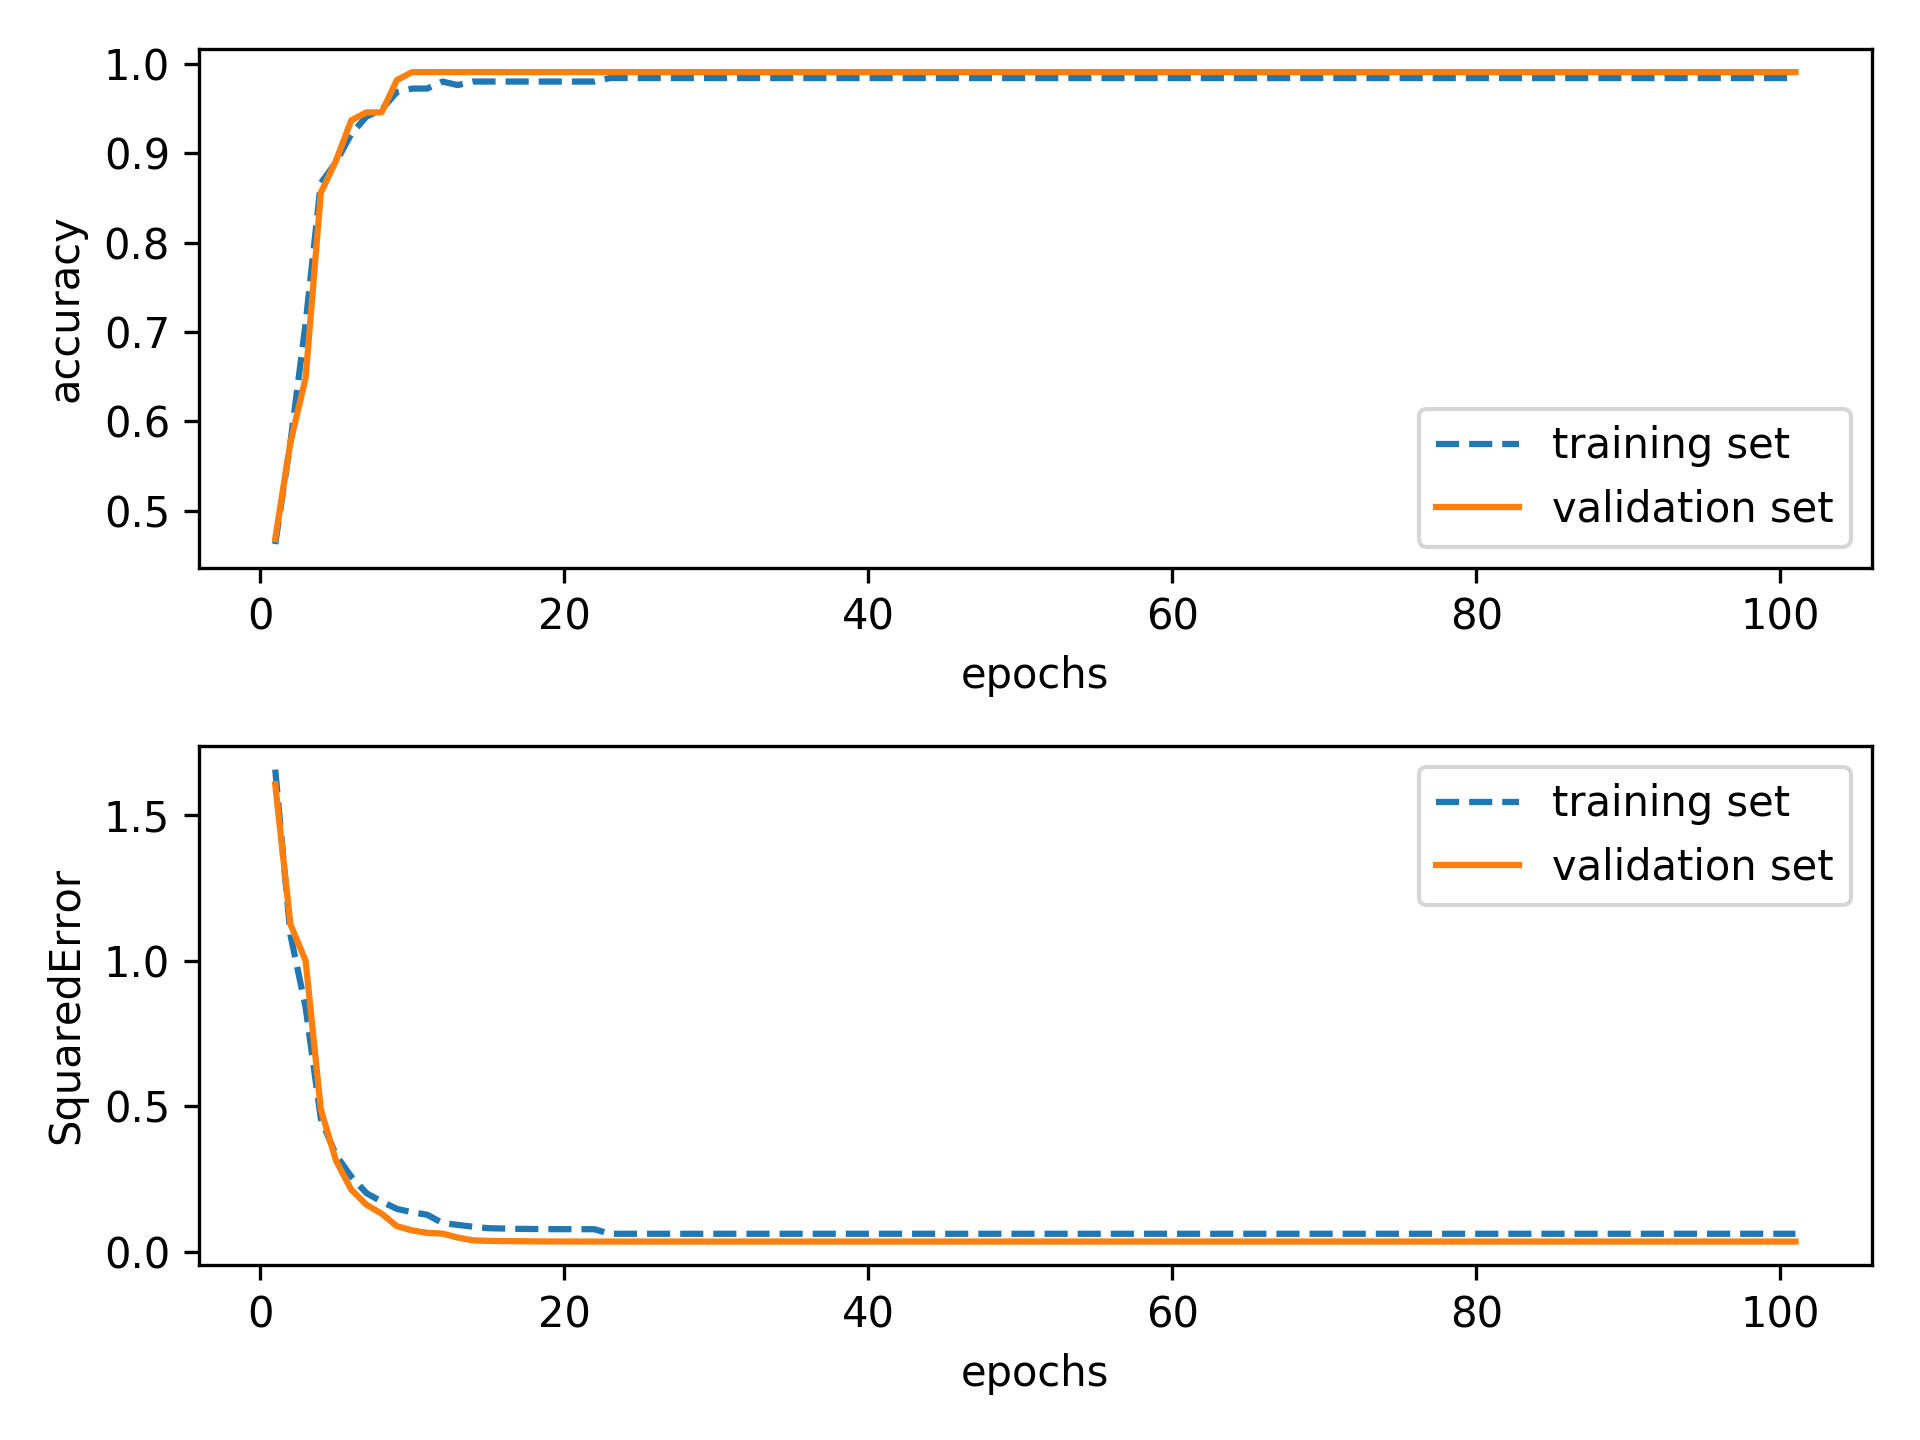 1.0
0.9
0.8
0.7
0.6
0.5
accuracy
training set
validation set
0 20 40 60 80 100
epochs
1.5
1.0
0.5
0.0
SquaredError
training set
validation set
0 20 40 60 80 100
epochs